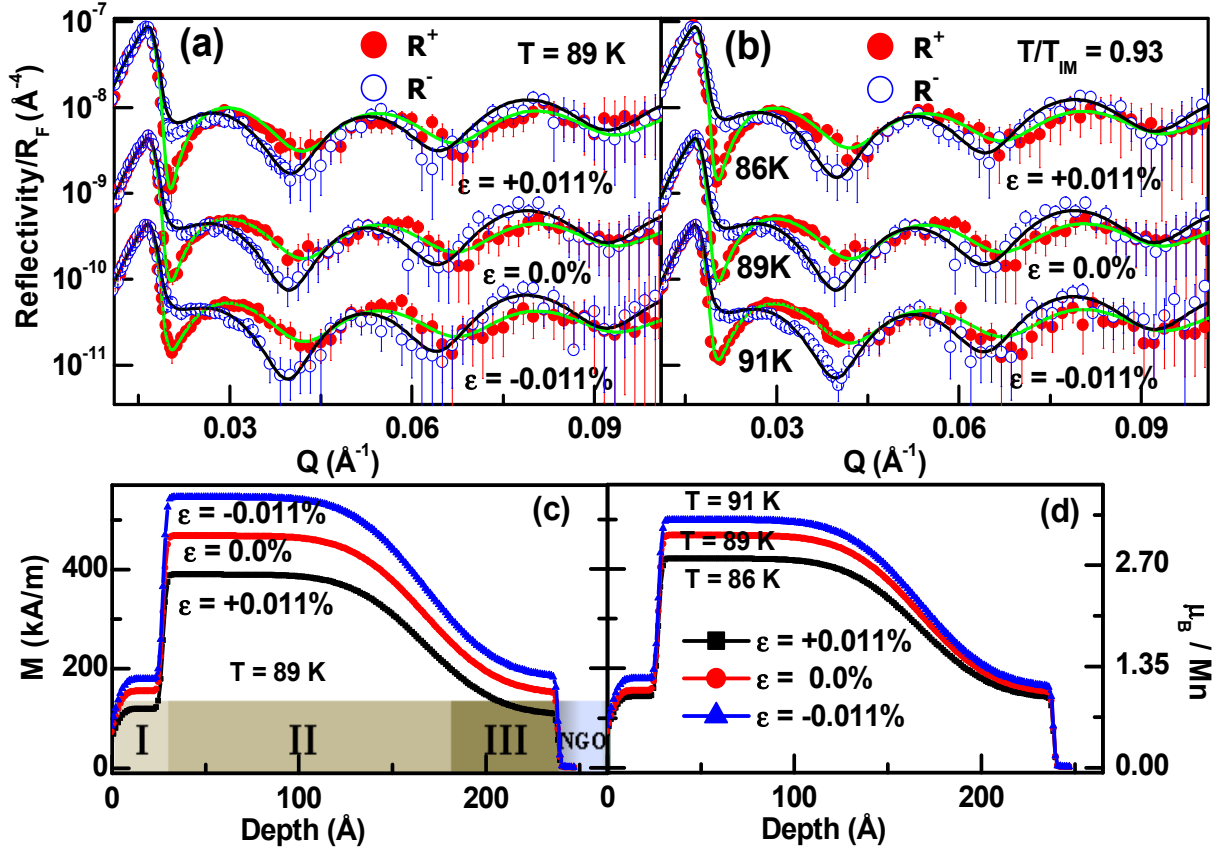 Reflectivity/R_F (Å⁻⁴)
10⁻⁷
10⁻⁸
10⁻⁹
10⁻¹⁰
10⁻¹¹
(a)
R⁺
R⁻
T = 89 K
ε = +0.011%
ε = 0.0%
ε = -0.011%
0.03 0.06 0.09
Q (Å⁻¹)
(b)
R⁺
R⁻
T/T_IM = 0.93
86K
ε = +0.011%
89K
ε = 0.0%
91K
ε = -0.011%
0.03 0.06 0.09
Q (Å⁻¹)
M (kA/m)
400
200
0
(c)
ε = -0.011%
ε = 0.0%
ε = +0.011%
T = 89 K
I II III NGO
0 100 200
Depth (Å)
(d)
T = 91 K
T = 89 K
T = 86 K
ε = +0.011%
ε = 0.0%
ε = -0.011%
0 100 200
Depth (Å)
2.70
1.35
0.00
μ_B / Mn